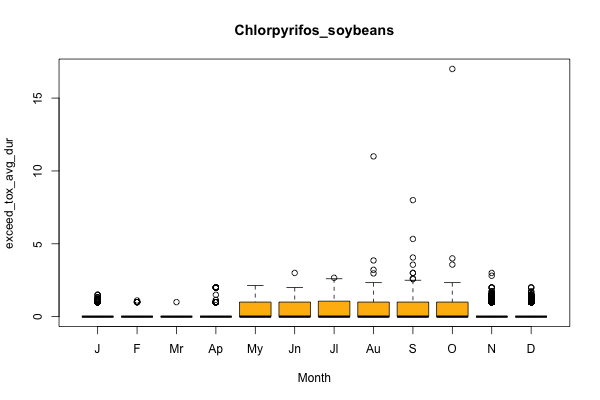 Chlorpyrifos_soybeans
exceed_tox_avg_dur
15
10
5
0
J F Mr Ap My Jn Jl Au S O N D
Month